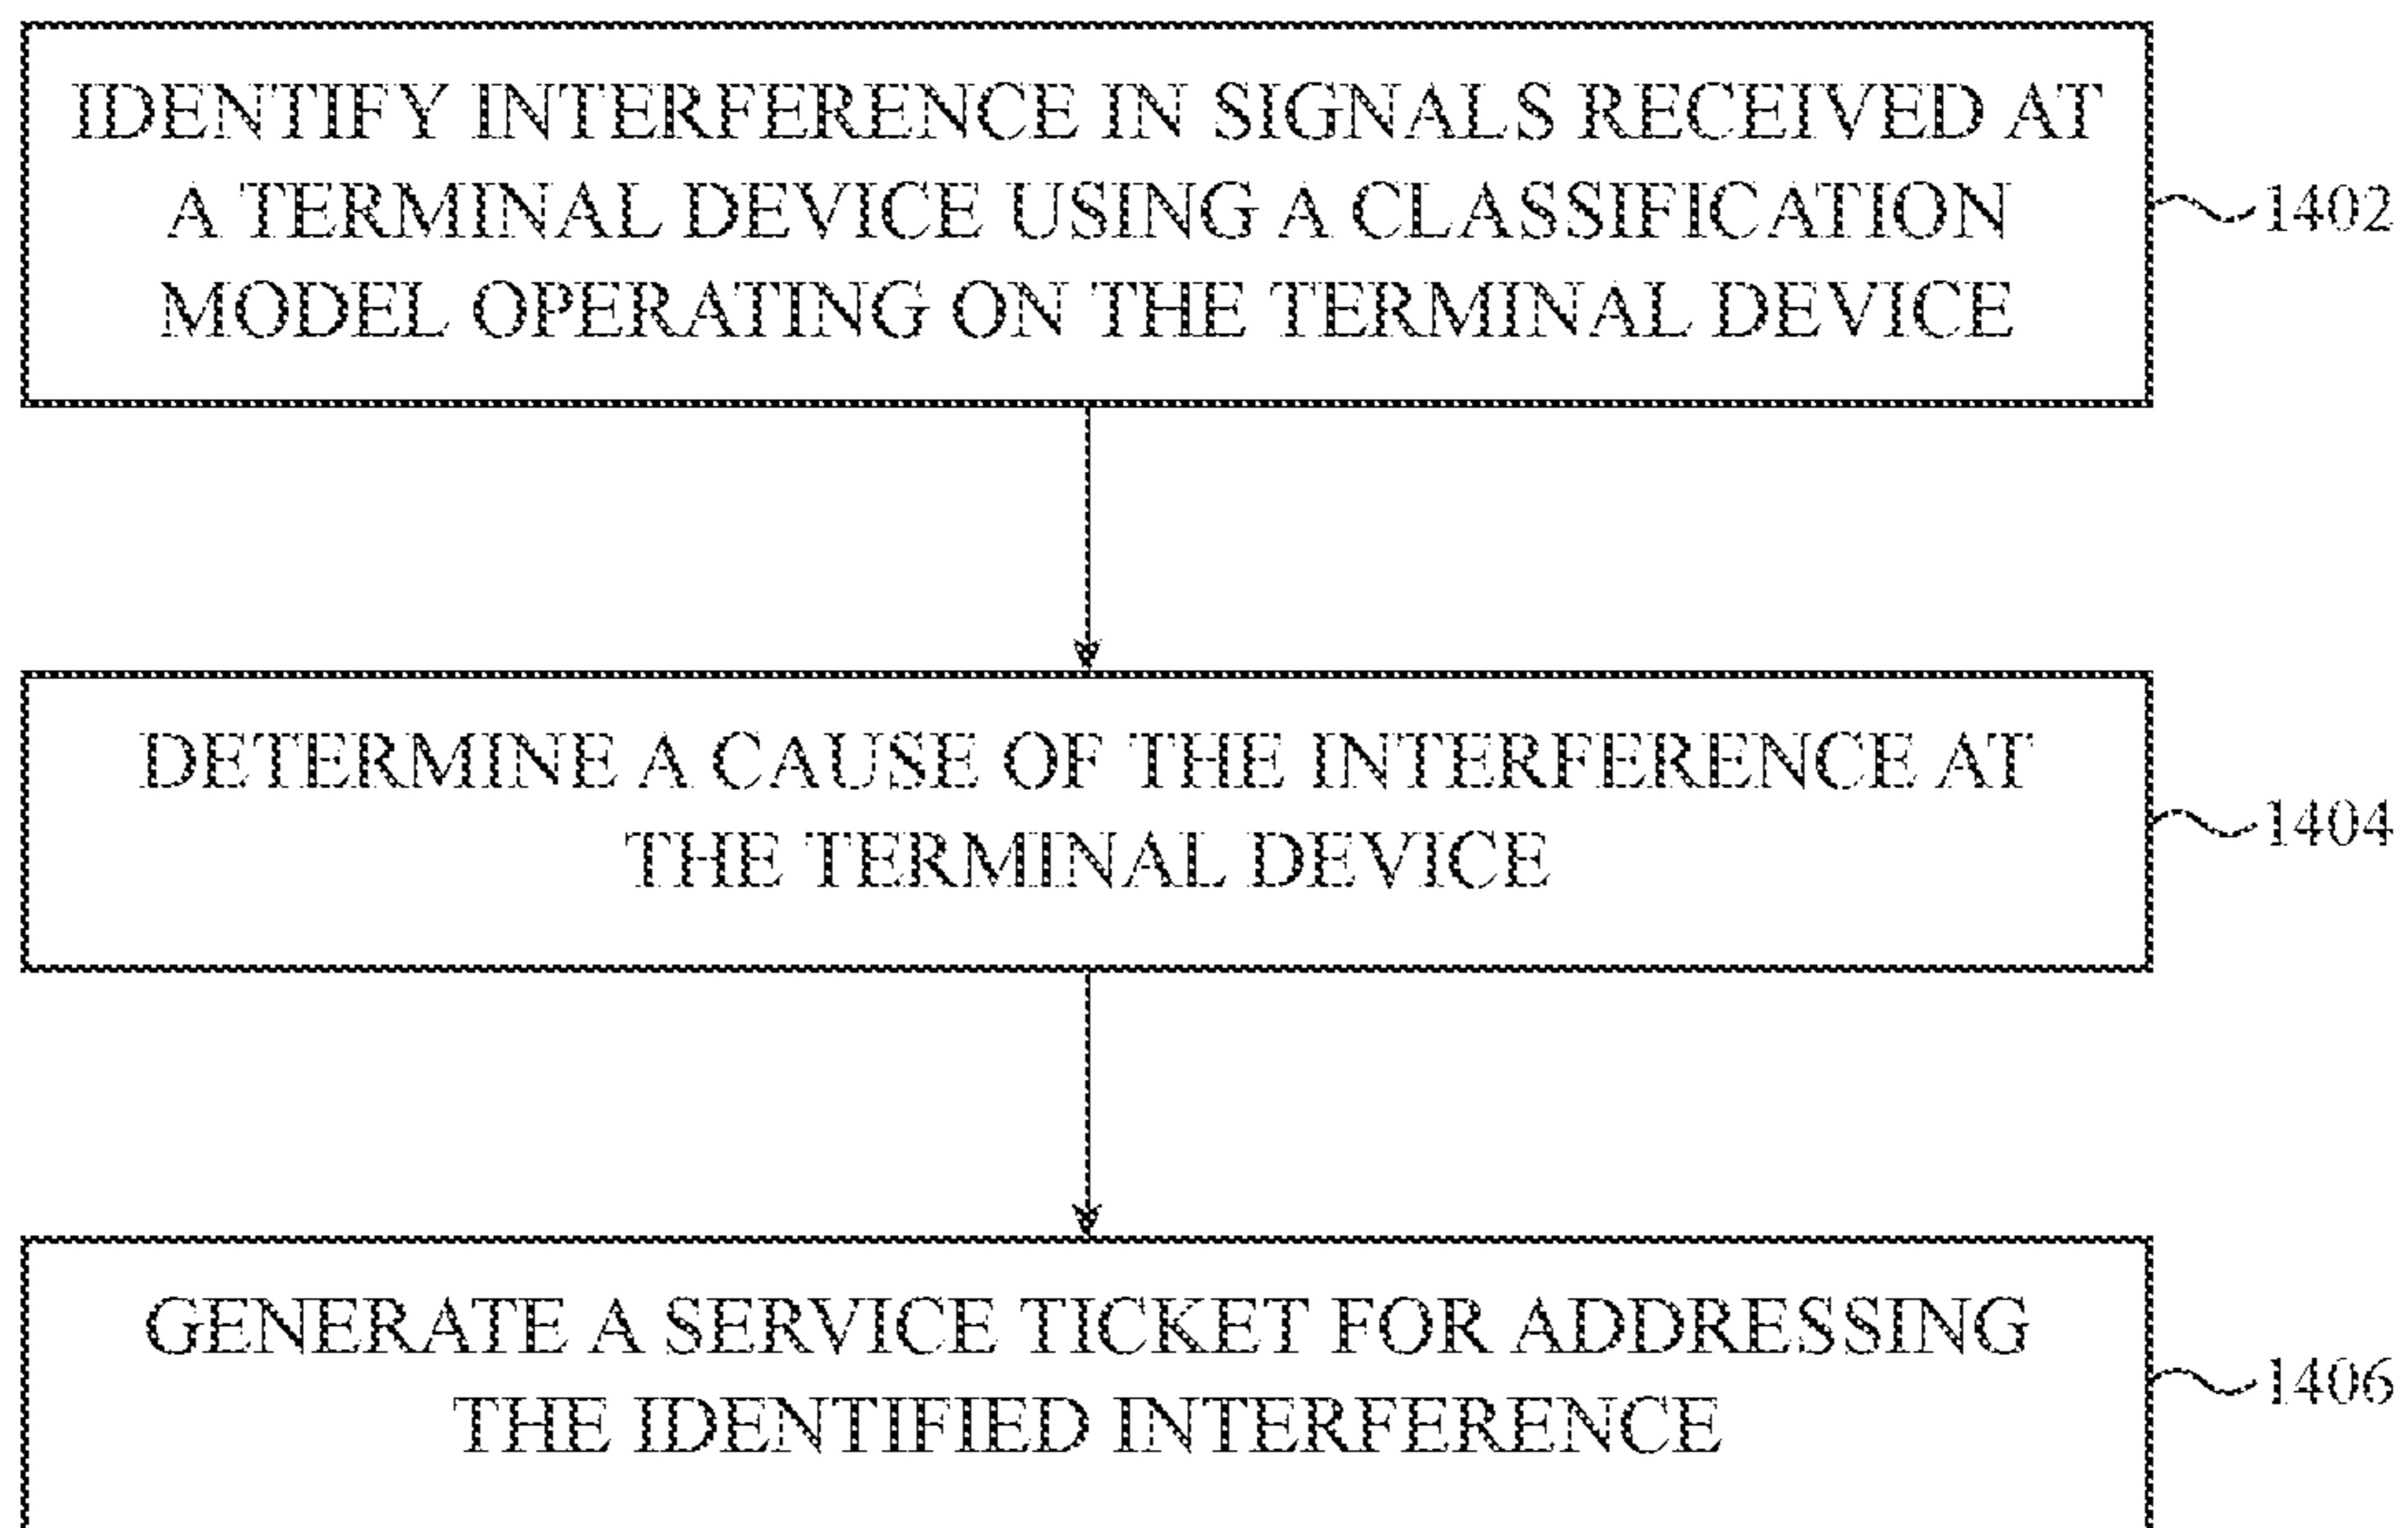 IDENTIFY INTERFERENCE IN SIGNALS RECEIVED AT
A TERMINAL DEVICE USING A CLASSIFICATION
MODEL OPERATING ON THE TERMINAL DEVICE
1402
DETERMINE A CAUSE OF THE INTERFERENCE AT
THE TERMINAL DEVICE
1404
GENERATE A SERVICE TICKET FOR ADDRESSING
THE IDENTIFIED INTERFERENCE
1406